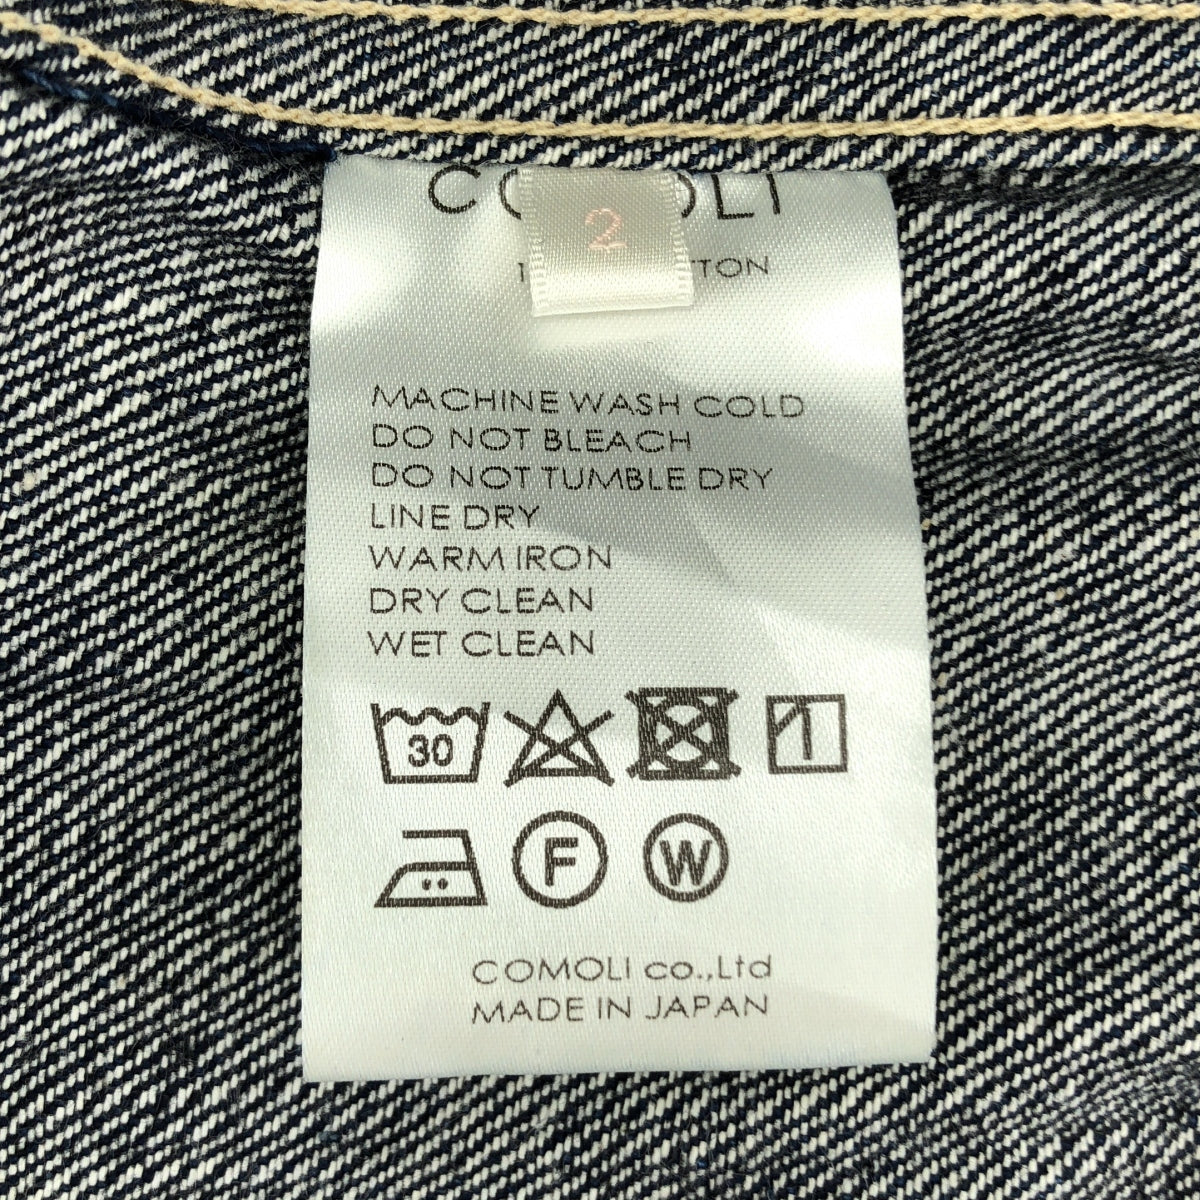 2
MACHINE WASH COLD
DO NOT BLEACH
DO NOT TUMBLE DRY
LINE DRY
WARM IRON
DRY CLEAN
WET CLEAN
30
F W
COMOLI co.,Ltd
MADE IN JAPAN